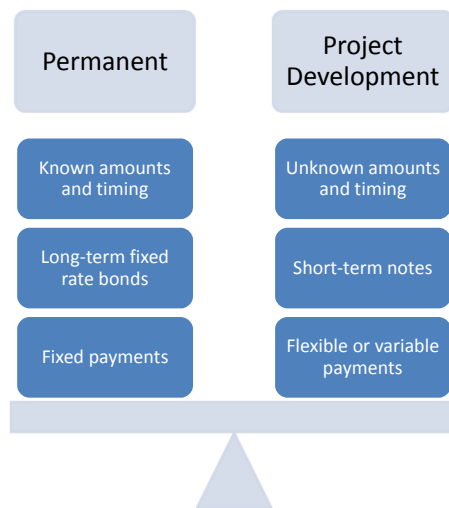 Permanent
Project
Development
Known amounts
and timing
Unknown amounts
and timing
Long-term fixed
rate bonds
Short-term notes
Fixed payments
Flexible or variable
payments